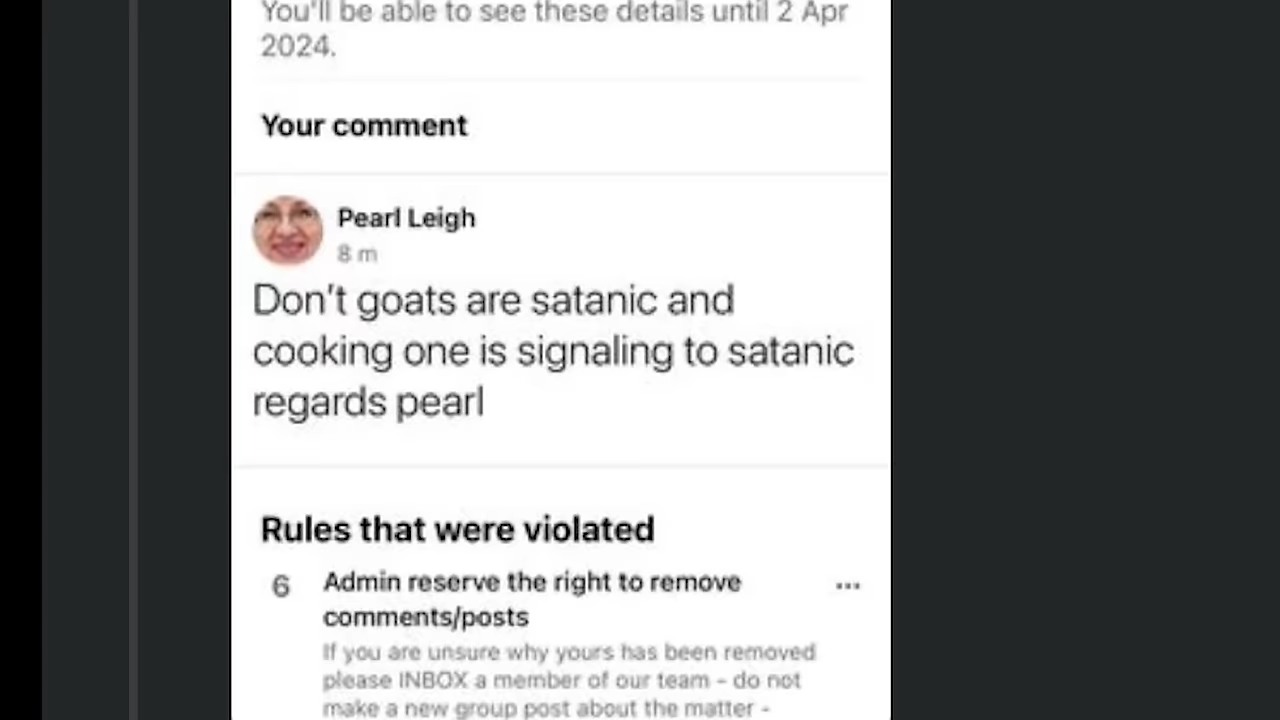 You'll be able to see these details until 2 Apr
2024.
Your comment
Pearl Leigh
8 m
Don't goats are satanic and
cooking one is signaling to satanic
regards pearl
Rules that were violated
6 Admin reserve the right to remove ...
comments/posts
If you are unsure why yours has been removed
please INBOX a member of our team - do not
make a new group post about the matter -